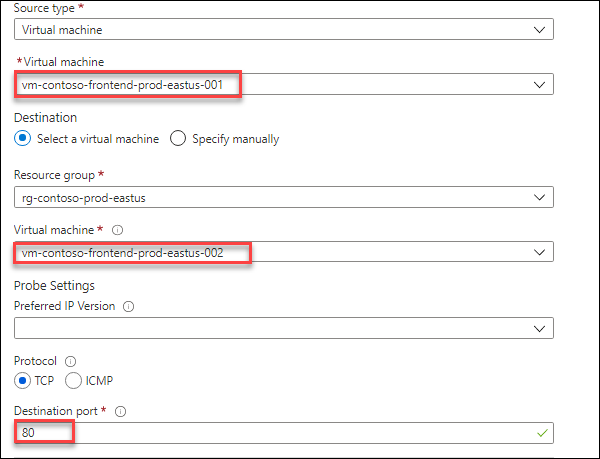 Source type *
Virtual machine
*Virtual machine
vm-contoso-frontend-prod-eastus-001
Destination
Select a virtual machine Specify manually
Resource group *
rg-contoso-prod-eastus
Virtual machine *
vm-contoso-frontend-prod-eastus-002
Probe Settings
Preferred IP Version
Protocol
TCP ICMP
Destination port *
80